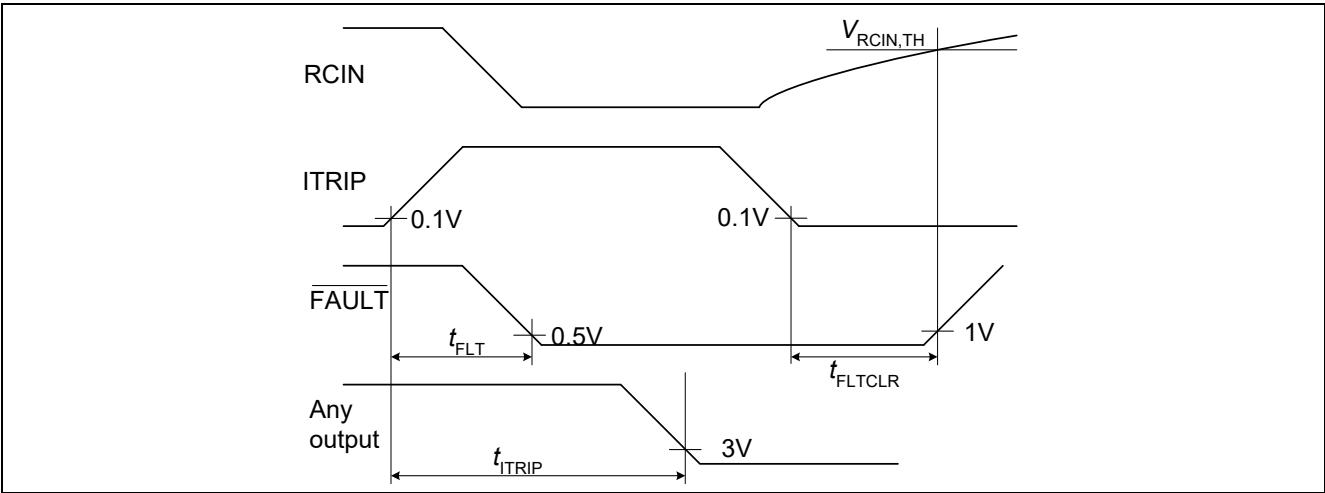 V_RCIN,TH
RCIN
ITRIP
0.1V
0.1V
FAULT
0.5V
1V
t_FLT
t_FLTCLR
Any
output
3V
t_ITRIP